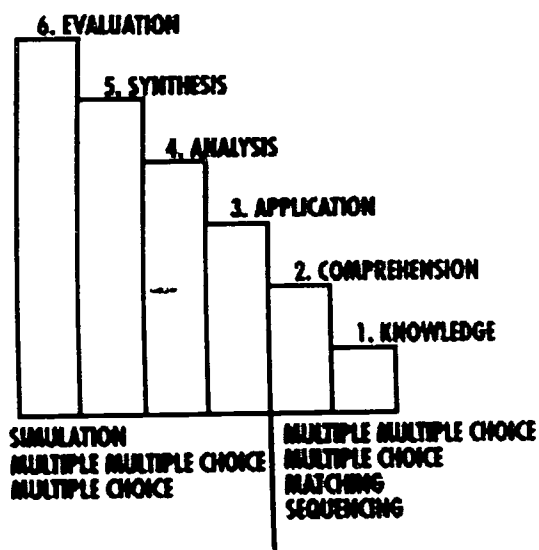 6. EVALUATION
5. SYNTHESIS
4. ANALYSIS
3. APPLICATION
2. COMPREHENSION
1. KNOWLEDGE
SIMULATION
MULTIPLE MULTIPLE CHOICE
MULTIPLE CHOICE
MULTIPLE MULTIPLE CHOICE
MULTIPLE CHOICE
MATCHING
SEQUENCING